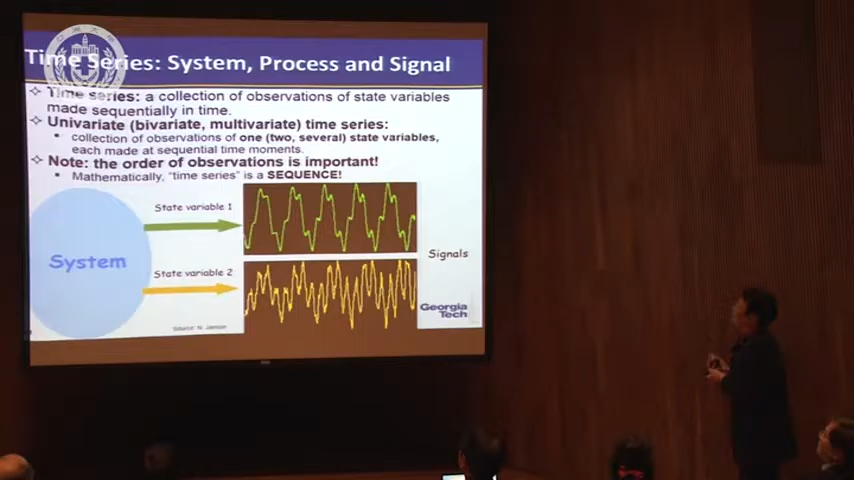 Time Series: System, Process and Signal
✧ Time series: a collection of observations of state variables
made sequentially in time.
✧ Univariate (bivariate, multivariate) time series:
▪ collection of observations of one (two, several) state variables,
each made at sequential time moments.
✧ Note: the order of observations is important!
▪ Mathematically, "time series" is a SEQUENCE!
State variable 1
System
Signals
State variable 2
Georgia
Tech